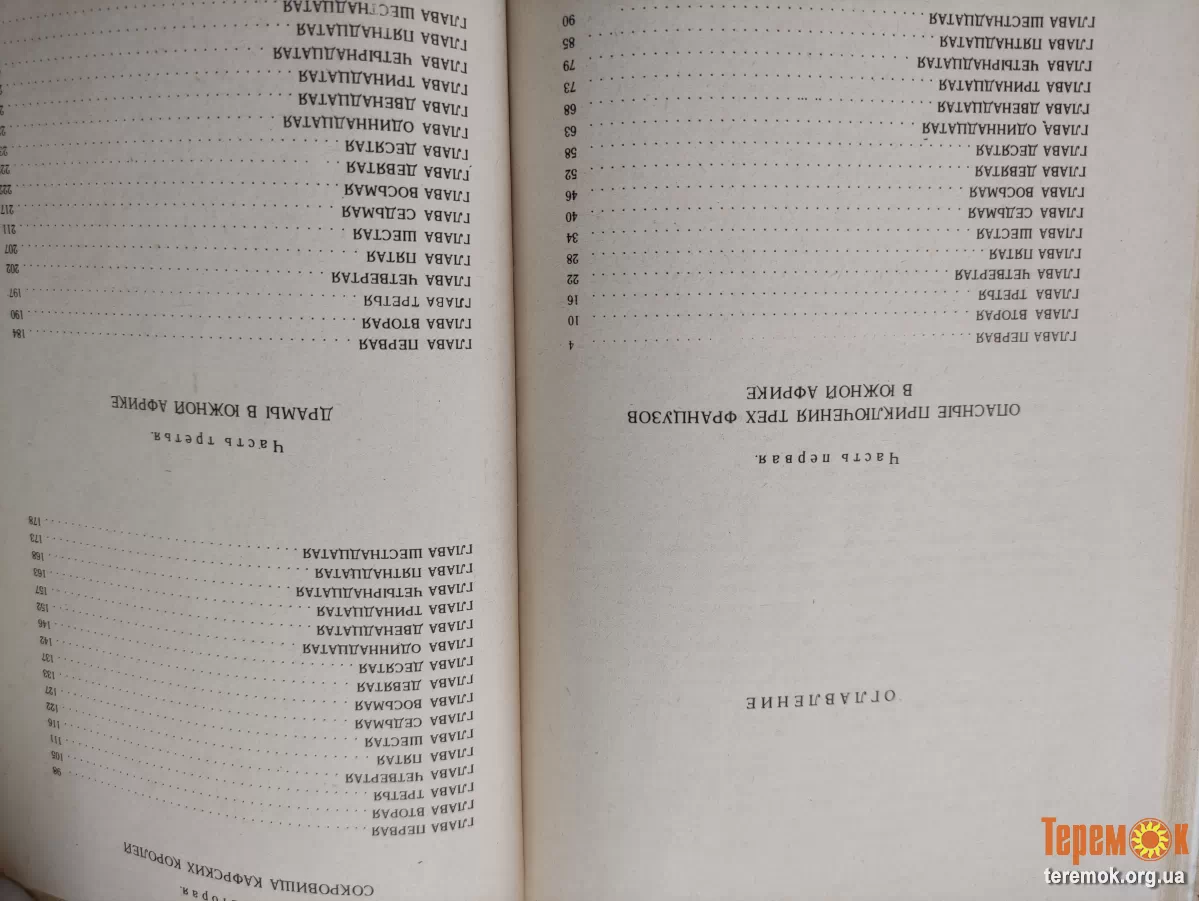 ОГЛАВЛЕНИЕ
Часть первая.
ОПАСНЫЕ ПРИКЛЮЧЕНИЯ ТРЕХ ФРАНЦУЗОВ
В ЮЖНОЙ АФРИКЕ
ГЛАВА ПЕРВАЯ 4
ГЛАВА ВТОРАЯ 10
ГЛАВА ТРЕТЬЯ 16
ГЛАВА ЧЕТВЕРТАЯ 22
ГЛАВА ПЯТАЯ 28
ГЛАВА ШЕСТАЯ 34
ГЛАВА СЕДЬМАЯ 40
ГЛАВА ВОСЬМАЯ 46
ГЛАВА ДЕВЯТАЯ 52
ГЛАВА ДЕСЯТАЯ 58
ГЛАВА ОДИННАДЦАТАЯ 63
ГЛАВА ДВЕНАДЦАТАЯ 68
ГЛАВА ТРИНАДЦАТАЯ 73
ГЛАВА ЧЕТЫРНАДЦАТАЯ 79
ГЛАВА ПЯТНАДЦАТАЯ 85
ГЛАВА ШЕСТНАДЦАТАЯ 90
вторая.
СОКРОВИЩА КАФРСКИХ КОРОЛЕЙ
ГЛАВА ПЕРВАЯ 98
ГЛАВА ВТОРАЯ 105
ГЛАВА ТРЕТЬЯ 111
ГЛАВА ЧЕТВЕРТАЯ 116
ГЛАВА ПЯТАЯ 122
ГЛАВА ШЕСТАЯ 127
ГЛАВА СЕДЬМАЯ 133
ГЛАВА ВОСЬМАЯ 137
ГЛАВА ДЕВЯТАЯ 142
ГЛАВА ДЕСЯТАЯ 146
ГЛАВА ОДИННАДЦАТАЯ 152
ГЛАВА ДВЕНАДЦАТАЯ 157
ГЛАВА ТРИНАДЦАТАЯ 163
ГЛАВА ЧЕТЫРНАДЦАТАЯ 168
ГЛАВА ПЯТНАДЦАТАЯ 173
ГЛАВА ШЕСТНАДЦАТАЯ 178
Часть третья.
ДРАМЫ В ЮЖНОЙ АФРИКЕ
ГЛАВА ПЕРВАЯ 184
ГЛАВА ВТОРАЯ 190
ГЛАВА ТРЕТЬЯ 197
ГЛАВА ЧЕТВЕРТАЯ 202
ГЛАВА ПЯТАЯ 207
ГЛАВА ШЕСТАЯ 211
ГЛАВА СЕДЬМАЯ 217
ГЛАВА ВОСЬМАЯ 222
ГЛАВА ДЕВЯТАЯ
ГЛАВА ДЕСЯТАЯ
ГЛАВА ОДИННАДЦАТАЯ
ГЛАВА ДВЕНАДЦАТАЯ
ГЛАВА ТРИНАДЦАТАЯ
ГЛАВА ЧЕТЫРНАДЦАТАЯ
ГЛАВА ПЯТНАДЦАТАЯ
ГЛАВА ШЕСТНАДЦАТАЯ
Теремок
teremok.org.ua